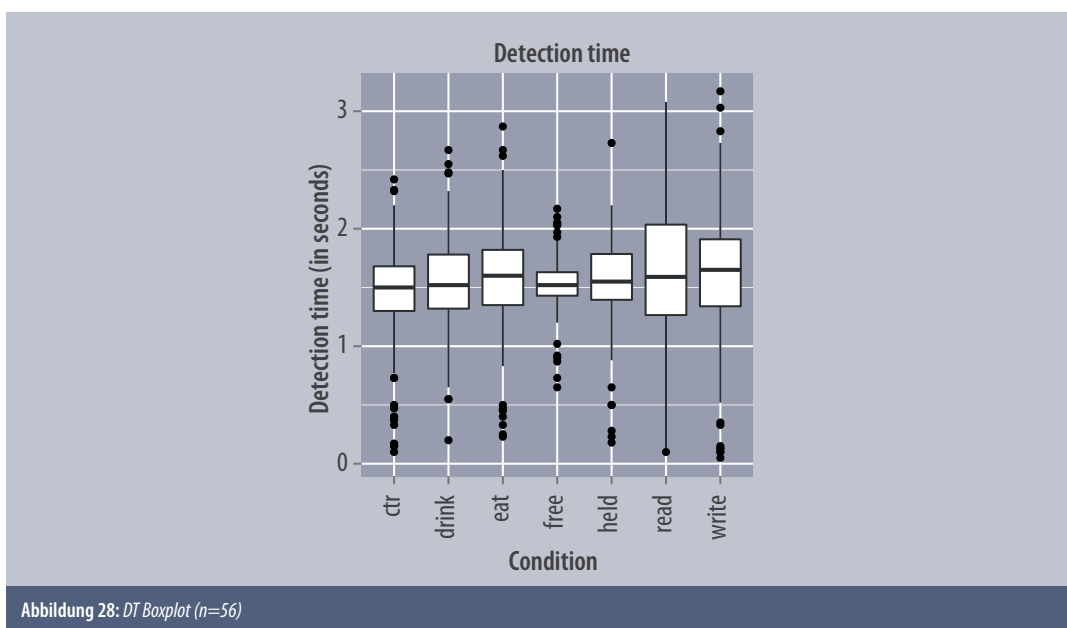 Detection time
Detection time (in seconds)
3
2
1
0
ctr
drink
eat
free
held
read
write
Condition
Abbildung 28: DT Boxplot (n=56)